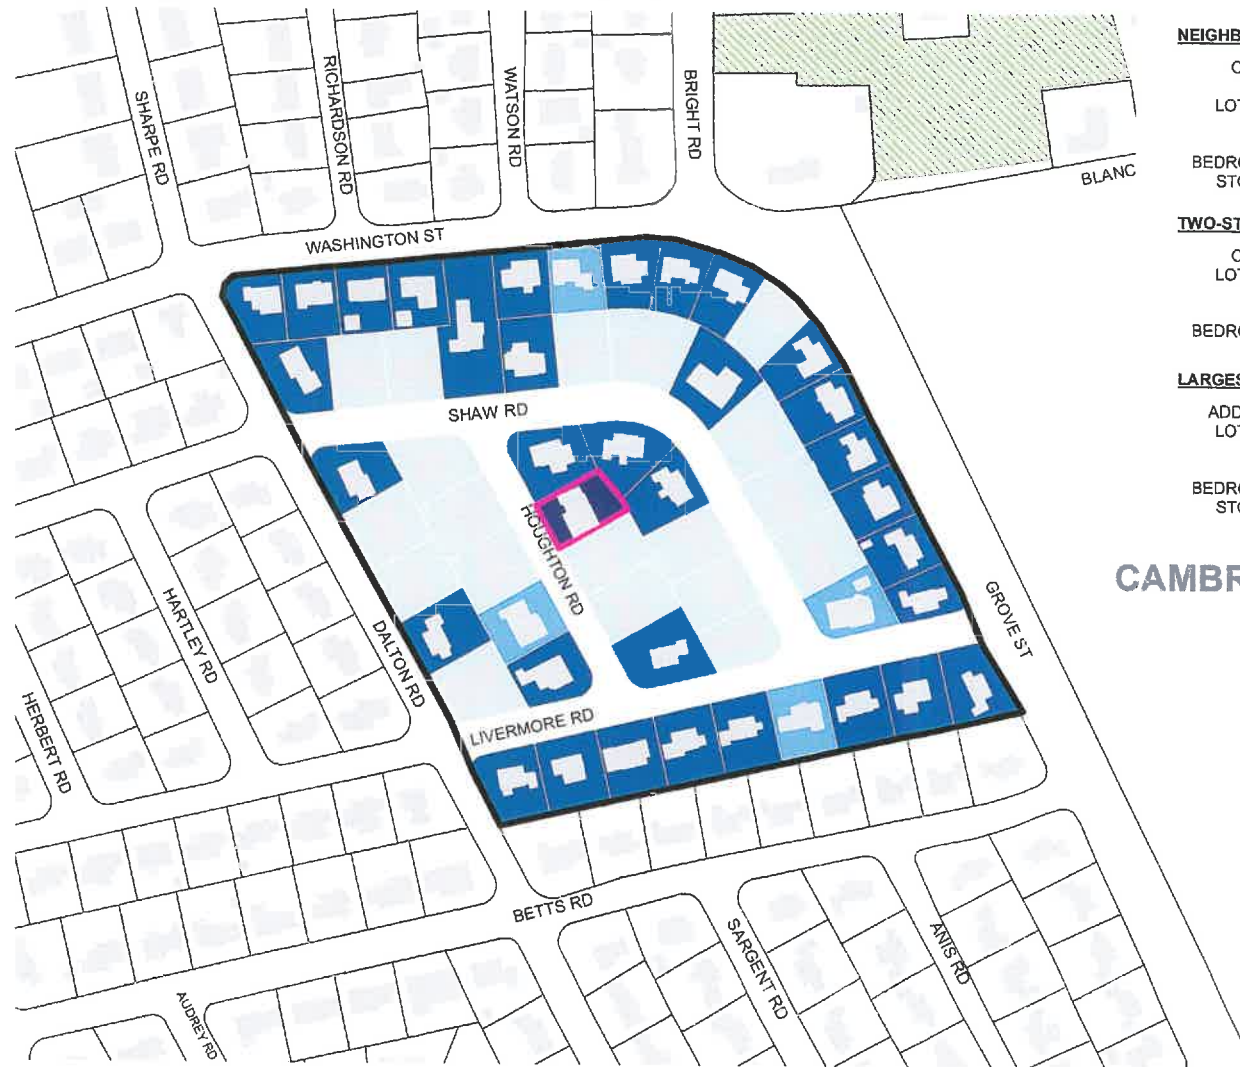 SHARPE RD
RICHARDSON RD
WATSON RD
BRIGHT RD
BLANC
WASHINGTON ST
SHAW RD
HOUGHTON RD
HARTLEY RD
DALTON RD
HERBERT RD
LIVERMORE RD
GROVE ST
BETTS RD
SARGENT RD
ANIS RD
AUDREY RD
NEIGHB
C
LOT
BEDRO
STO
TWO-ST
C
LOT
BEDRO
LARGES
ADD
LOT
BEDRO
STO
CAMBR